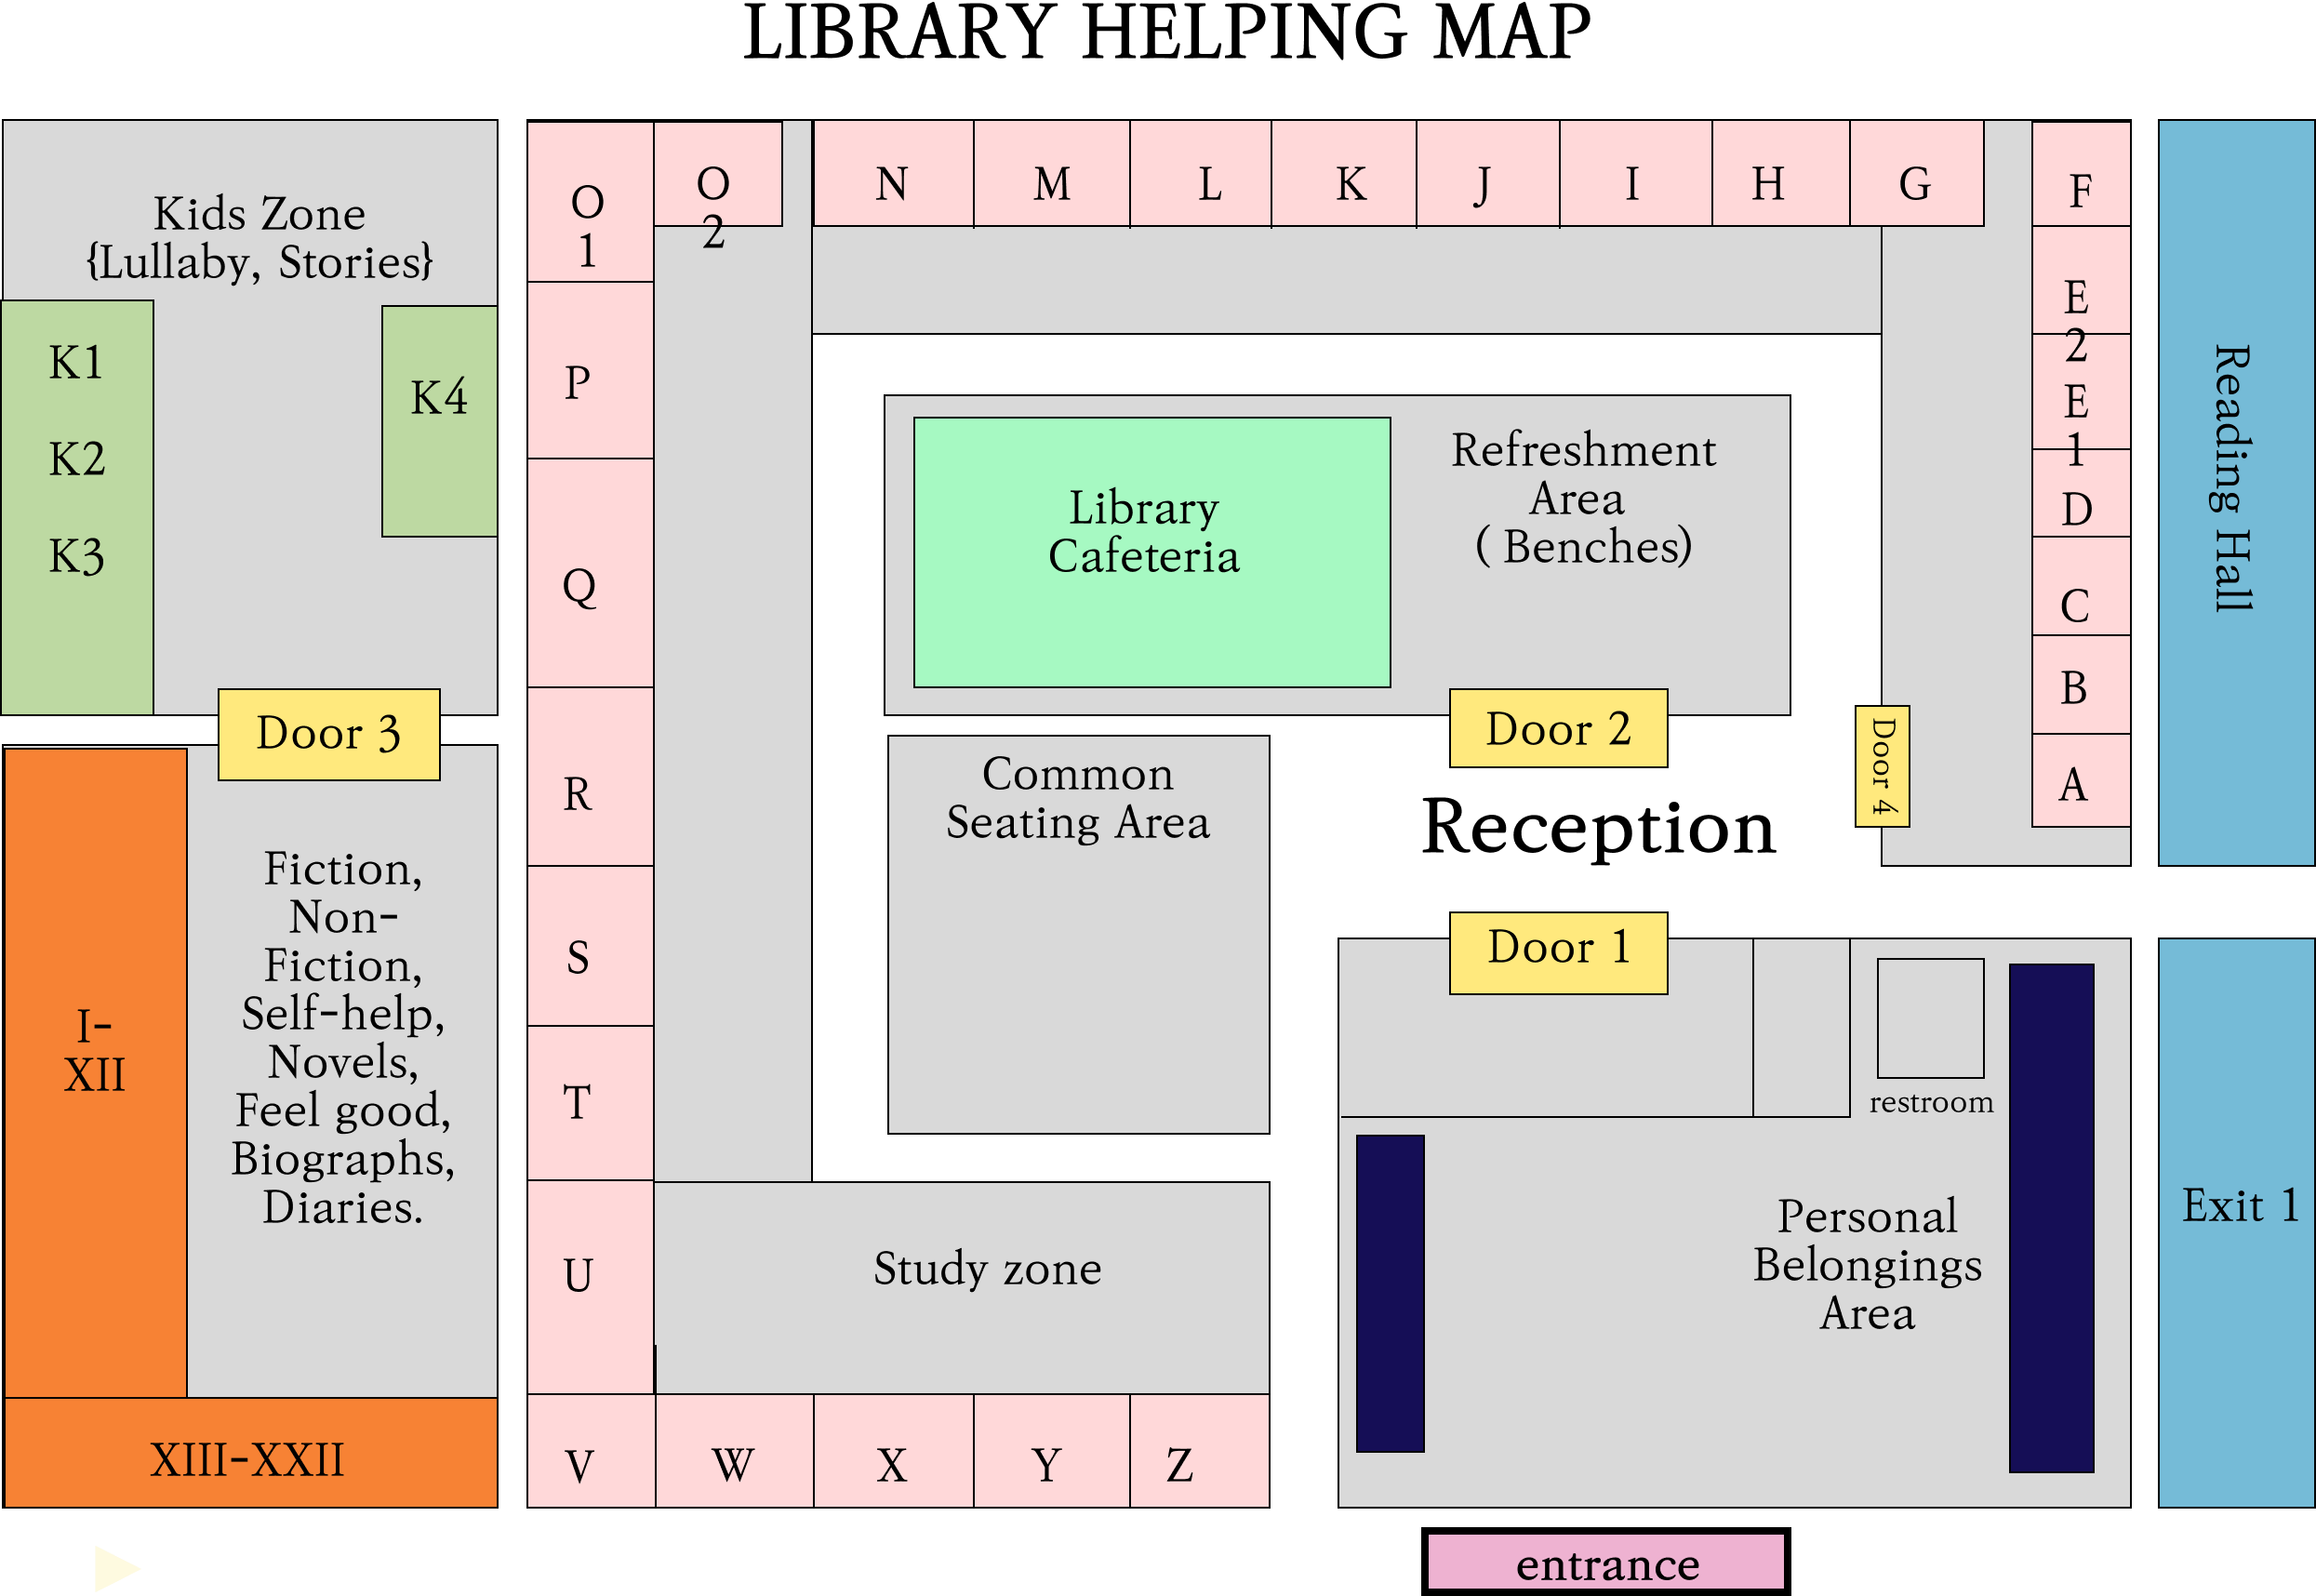 LIBRARY HELPING MAP
Kids Zone
{Lullaby, Stories}
K1
K2
K3
K4
Door 3
Fiction,
Non-
Fiction,
Self-help,
Novels,
Feel good,
Biographs,
Diaries.
I-
XII
XIII-XXII
O
1
O
2
P
Q
R
S
T
U
V
W
X
Y
Z
N
M
L
K
J
I
H
G
F
E
2
E
1
D
C
B
A
Library
Cafeteria
Refreshment
Area
( Benches)
Door 2
Common
Seating Area
Reception
Door 4
Door 1
restroom
Personal
Belongings
Area
Study zone
Reading Hall
Exit 1
entrance